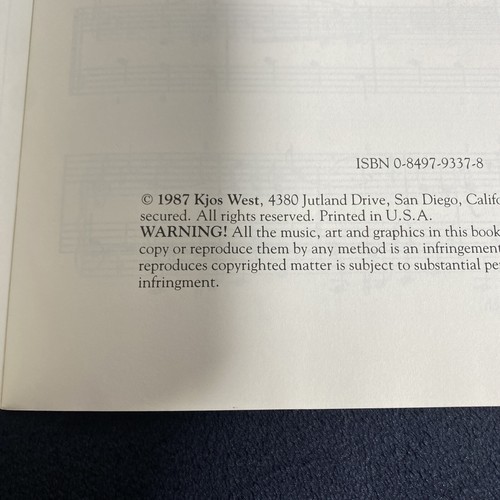 ISBN 0-8497-9337-8
© 1987 Kjos West, 4380 Jutland Drive, San Diego,
secured. All rights reserved. Printed in U.S.A.
WARNING! All the music, art and graphics in this book
copy or reproduce them by any method is an infringement
reproduces copyrighted matter is subject to substantial
infringment.